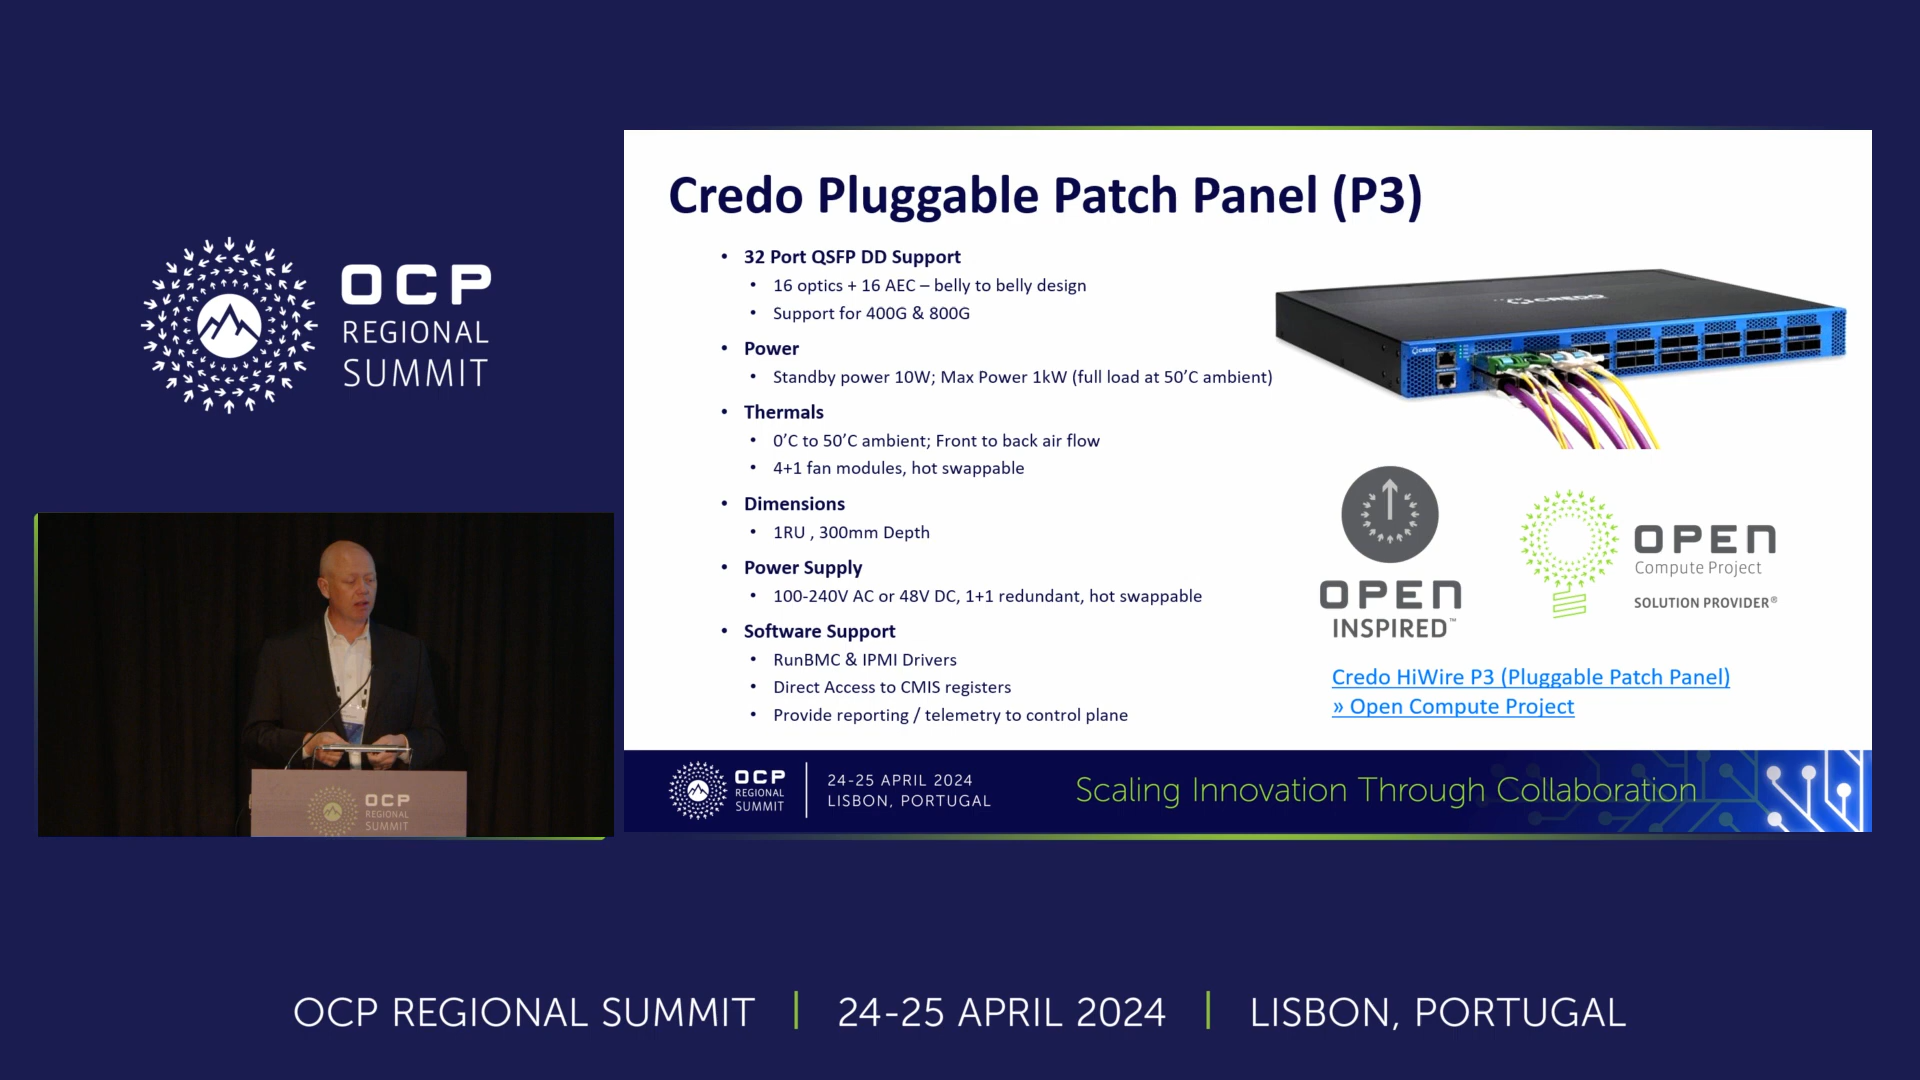 OCP
REGIONAL
SUMMIT
OCP
REGIONAL
SUMMIT
Credo Pluggable Patch Panel (P3)
• 32 Port QSFP DD Support
• 16 optics + 16 AEC – belly to belly design
• Support for 400G & 800G
• Power
• Standby power 10W; Max Power 1kW (full load at 50’C ambient)
• Thermals
• 0’C to 50’C ambient; Front to back air flow
• 4+1 fan modules, hot swappable
• Dimensions
• 1RU , 300mm Depth
• Power Supply
• 100-240V AC or 48V DC, 1+1 redundant, hot swappable
• Software Support
• RunBMC & IPMI Drivers
• Direct Access to CMIS registers
• Provide reporting / telemetry to control plane
CREDO
CREDO
OPEN
INSPIRED™
OPEN
Compute Project
SOLUTION PROVIDER®
Credo HiWire P3 (Pluggable Patch Panel)
» Open Compute Project
OCP
REGIONAL
SUMMIT
24-25 APRIL 2024
LISBON, PORTUGAL
Scaling Innovation Through Collaboration
OCP REGIONAL SUMMIT | 24-25 APRIL 2024 | LISBON, PORTUGAL